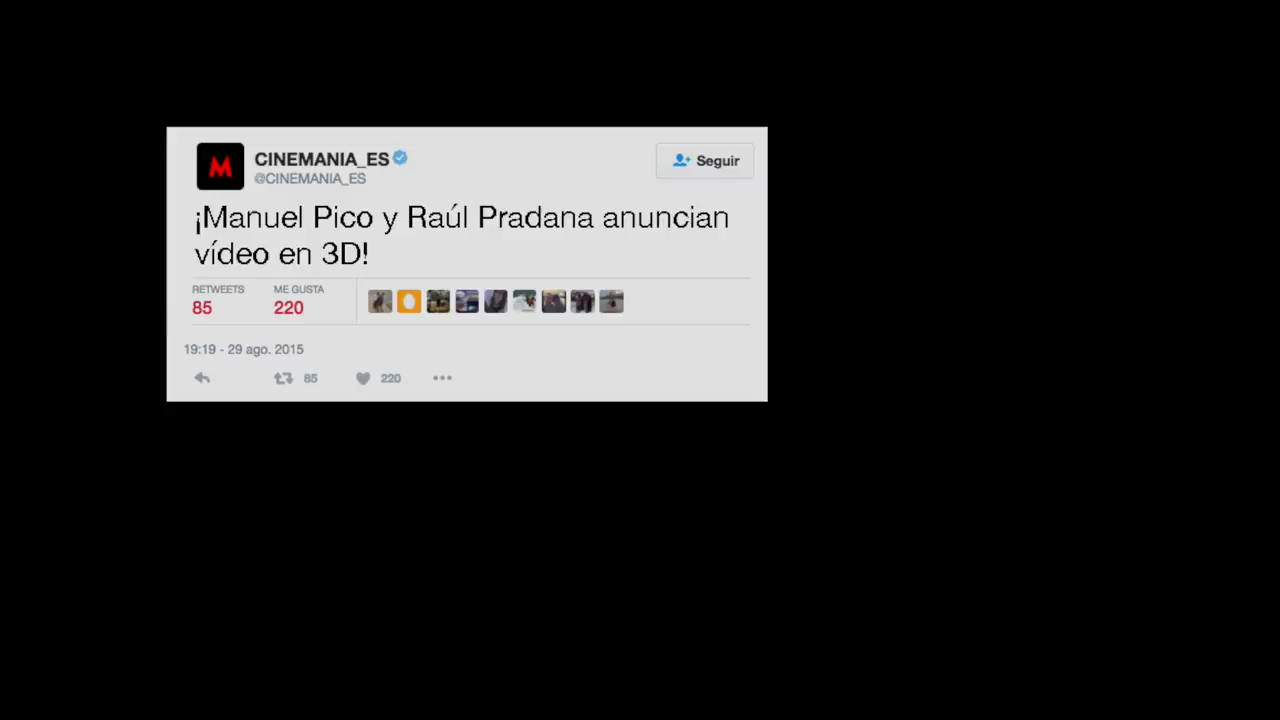 M
CINEMANIA_ES
@CINEMANIA_ES
Seguir
¡Manuel Pico y Raúl Pradana anuncian
vídeo en 3D!
RETWEETS ME GUSTA
85 220
19:19 - 29 ago. 2015
85 220